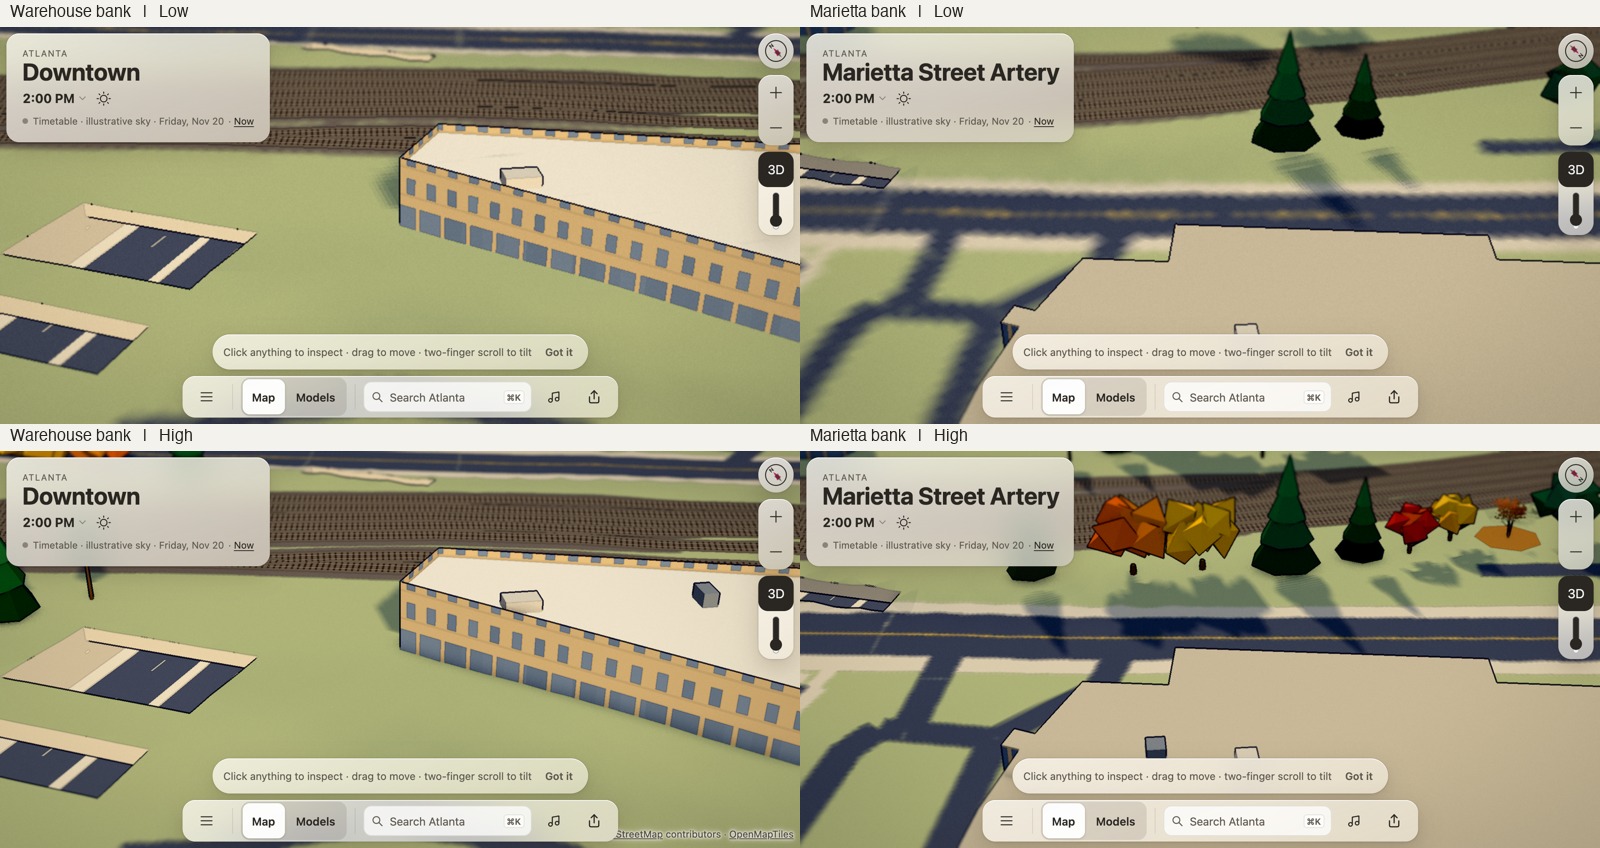 Warehouse bank | Low
ATLANTA
Downtown
2:00 PM
Timetable · illustrative sky · Friday, Nov 20 · Now
+
−
3D
Click anything to inspect · drag to move · two-finger scroll to tilt Got it
Map Models Search Atlanta ⌘K
Marietta bank | Low
ATLANTA
Marietta Street Artery
2:00 PM
Timetable · illustrative sky · Friday, Nov 20 · Now
+
−
3D
Click anything to inspect · drag to move · two-finger scroll to tilt Got it
Map Models Search Atlanta ⌘K
Warehouse bank | High
ATLANTA
Downtown
2:00 PM
Timetable · illustrative sky · Friday, Nov 20 · Now
+
−
3D
Click anything to inspect · drag to move · two-finger scroll to tilt Got it
Map Models Search Atlanta ⌘K
StreetMap contributors · OpenMapTiles
Marietta bank | High
ATLANTA
Marietta Street Artery
2:00 PM
Timetable · illustrative sky · Friday, Nov 20 · Now
+
−
3D
Click anything to inspect · drag to move · two-finger scroll to tilt Got it
Map Models Search Atlanta ⌘K